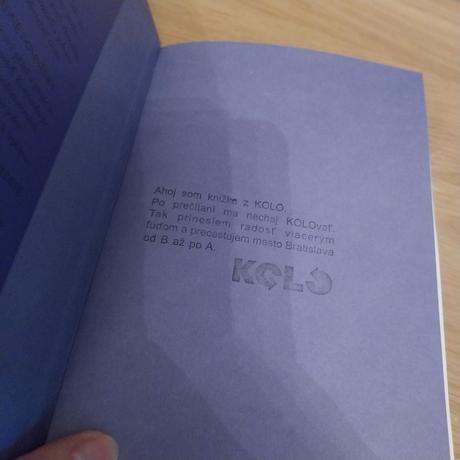 Ahoj som knižka z KOLO,
Po prečítaní ma nechaj KOLOvať.
Tak prinesiem radosť viacerým
ľuďom a precestujem mesto Bratislava
od B až po A.
KOLO